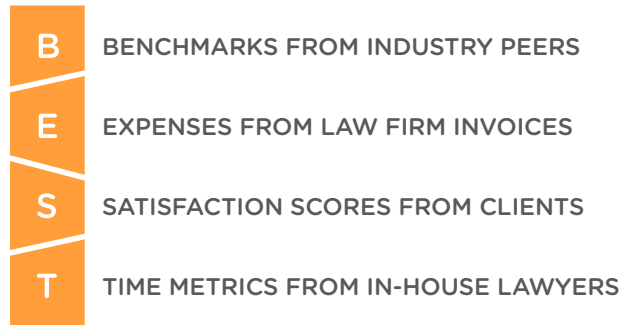 B BENCHMARKS FROM INDUSTRY PEERS
E EXPENSES FROM LAW FIRM INVOICES
S SATISFACTION SCORES FROM CLIENTS
T TIME METRICS FROM IN-HOUSE LAWYERS